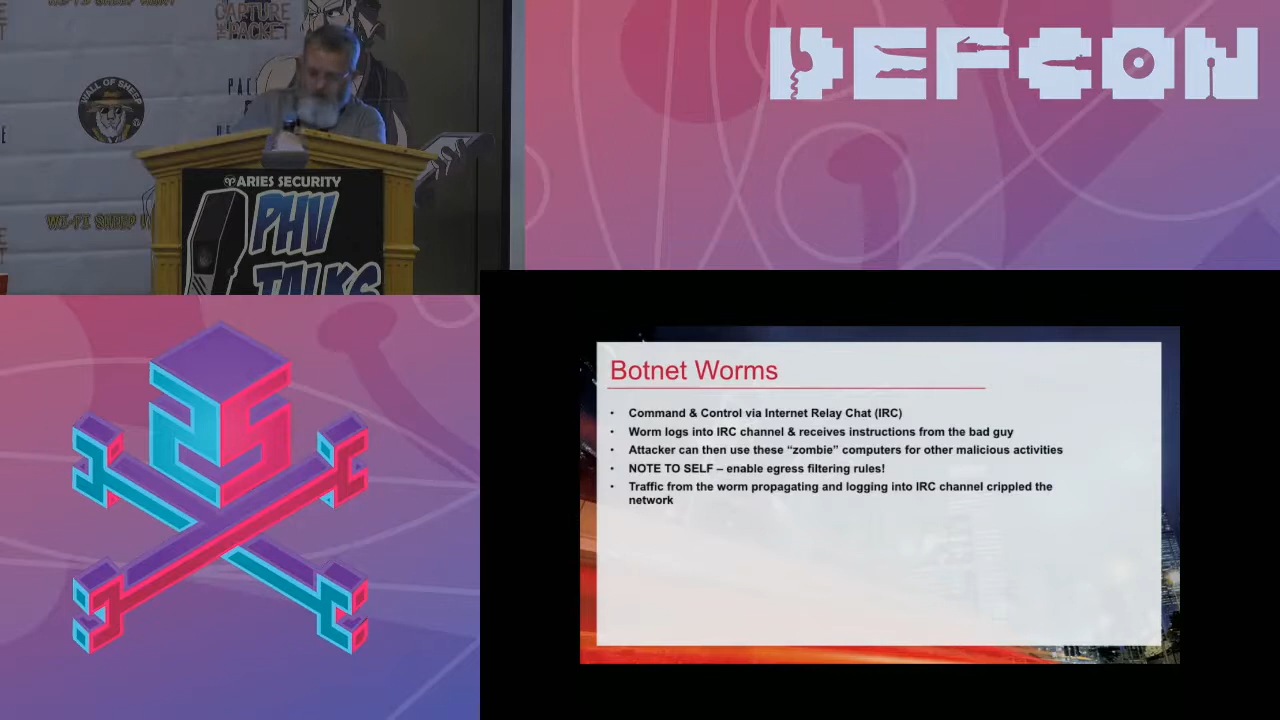 CAPTURE
THE PACKET
WALL OF SHEEP
ARIES SECURITY
PHV
TALKS
DEFCON
25
Botnet Worms
• Command & Control via Internet Relay Chat (IRC)
• Worm logs into IRC channel & receives instructions from the bad guy
• Attacker can then use these “zombie” computers for other malicious activities
• NOTE TO SELF – enable egress filtering rules!
• Traffic from the worm propagating and logging into IRC channel crippled the
network